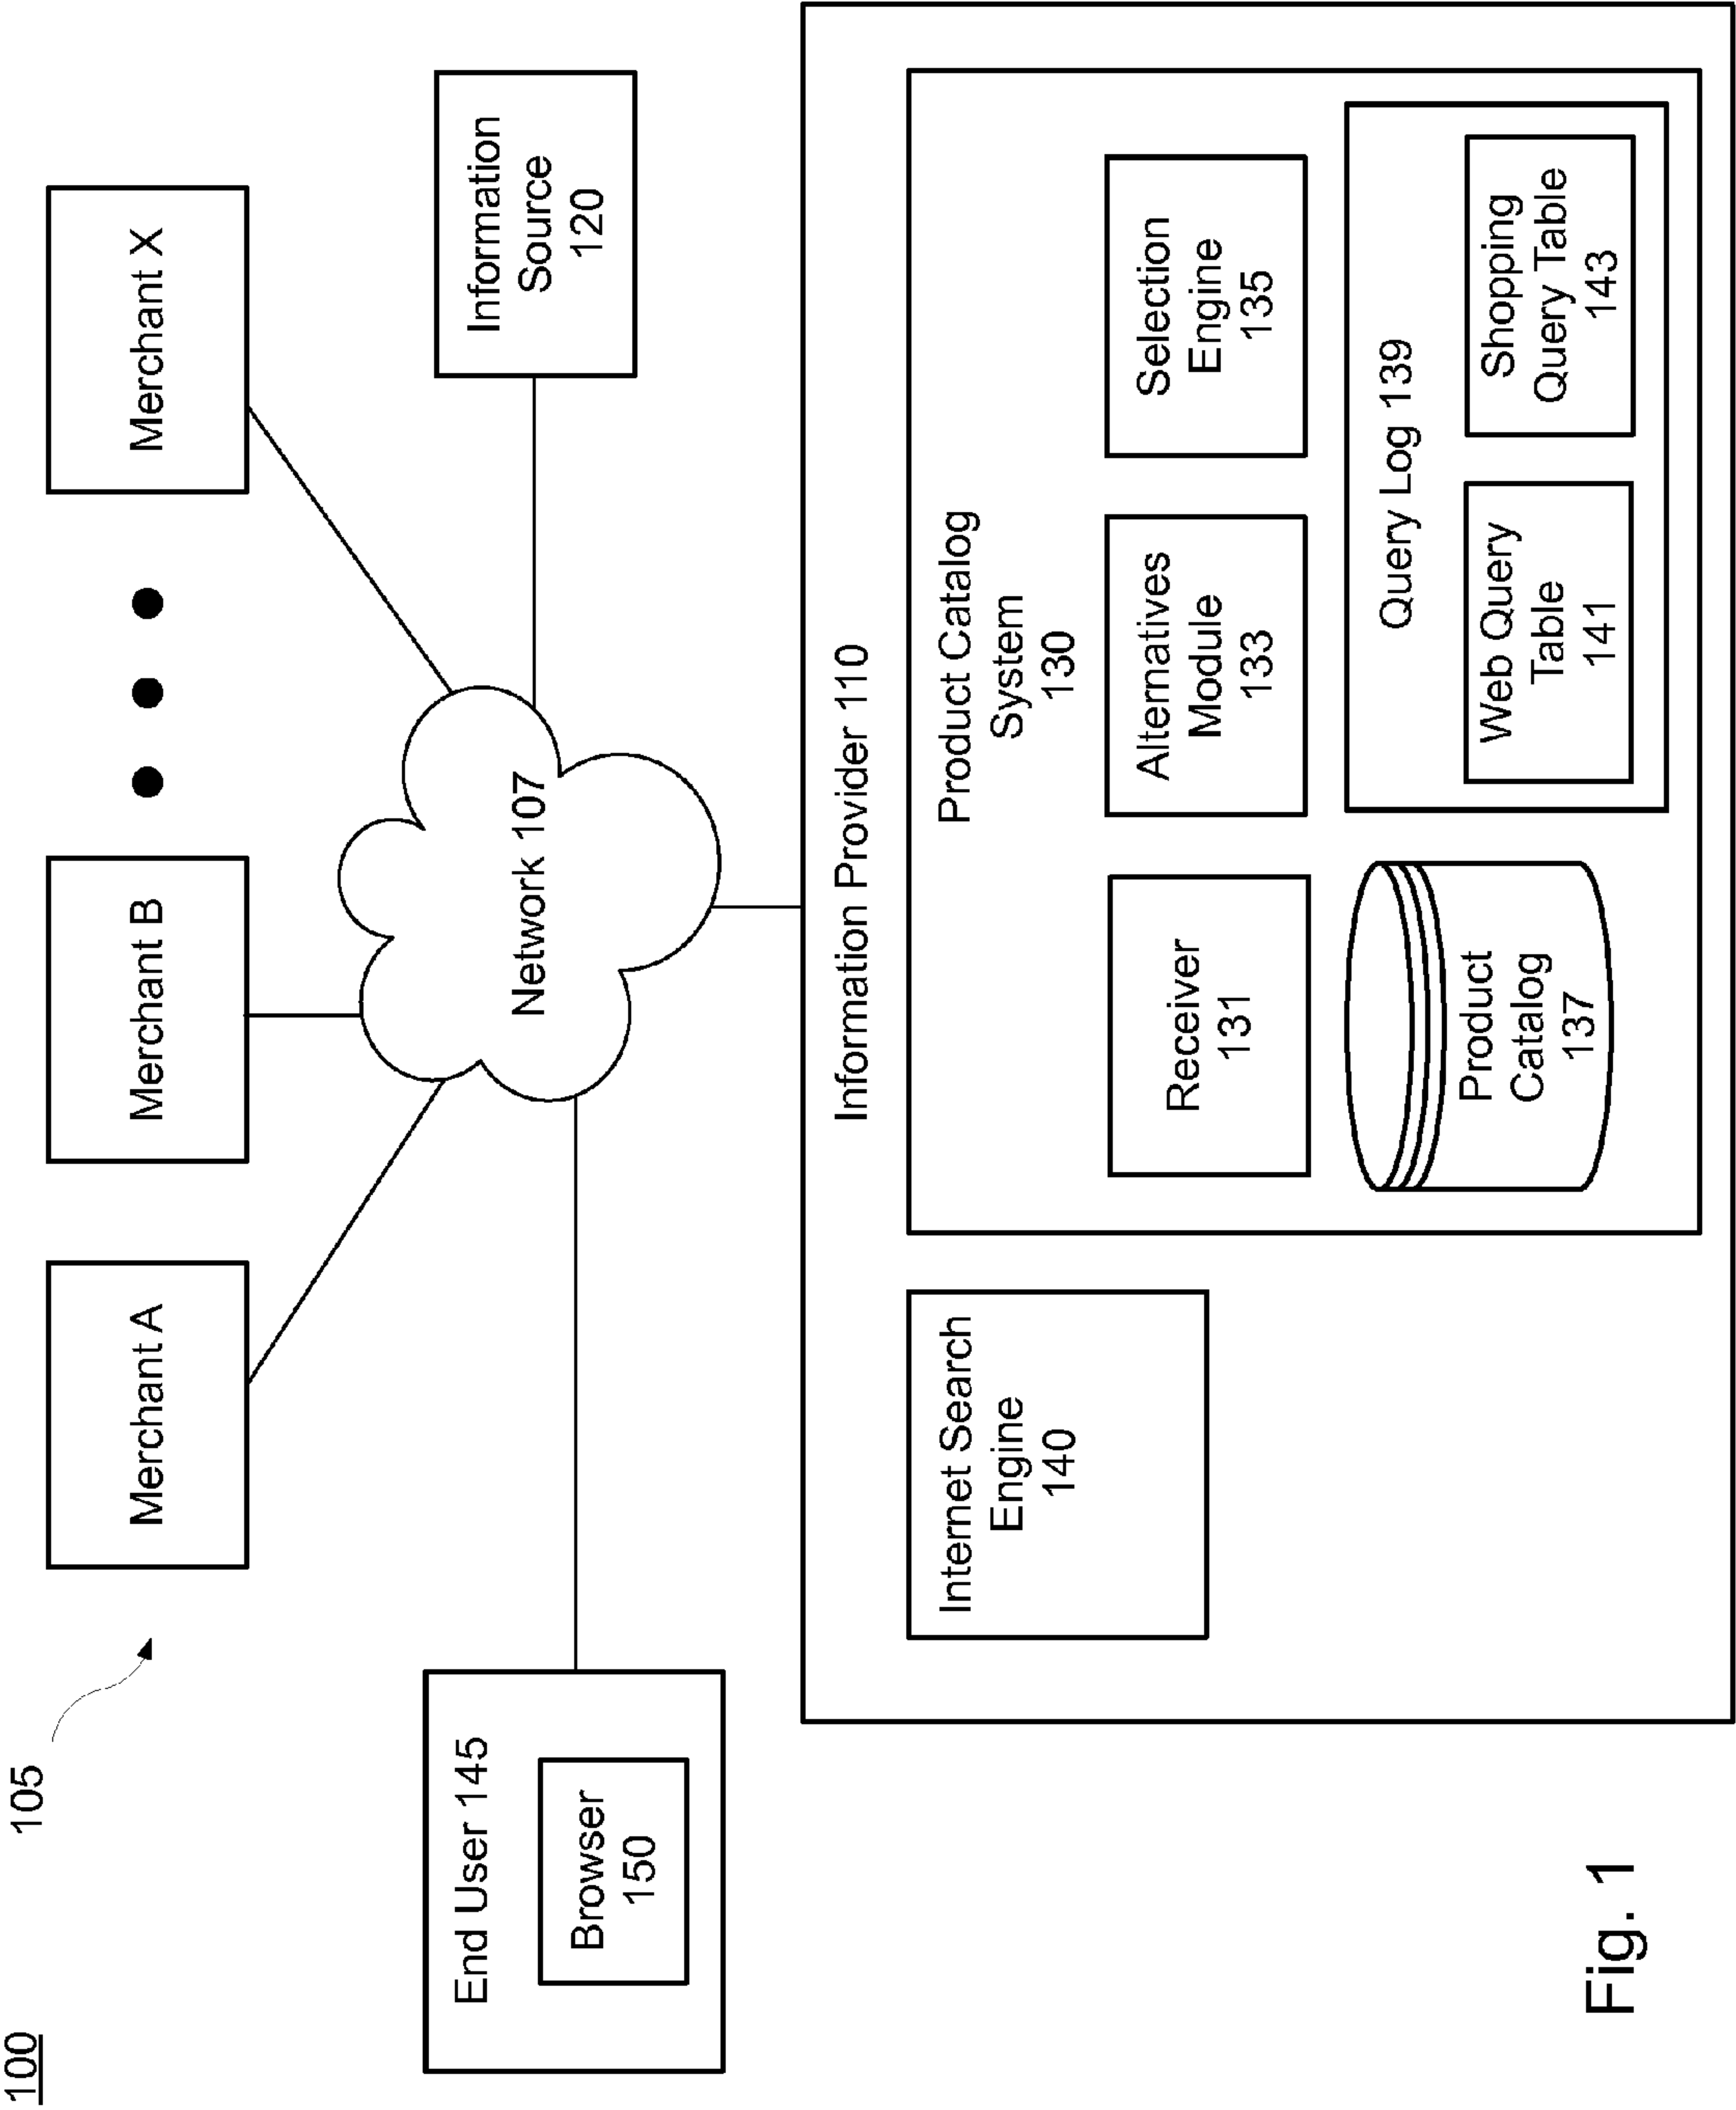 100
105
Merchant A
Merchant B
Merchant X
End User 145
Browser
150
Network 107
Information
Source
120
Information Provider 110
Internet Search
Engine
140
Product Catalog
System
130
Receiver
131
Alternatives
Module
133
Selection
Engine
135
Product
Catalog
137
Query Log 139
Web Query
Table
141
Shopping
Query Table
143
Fig. 1